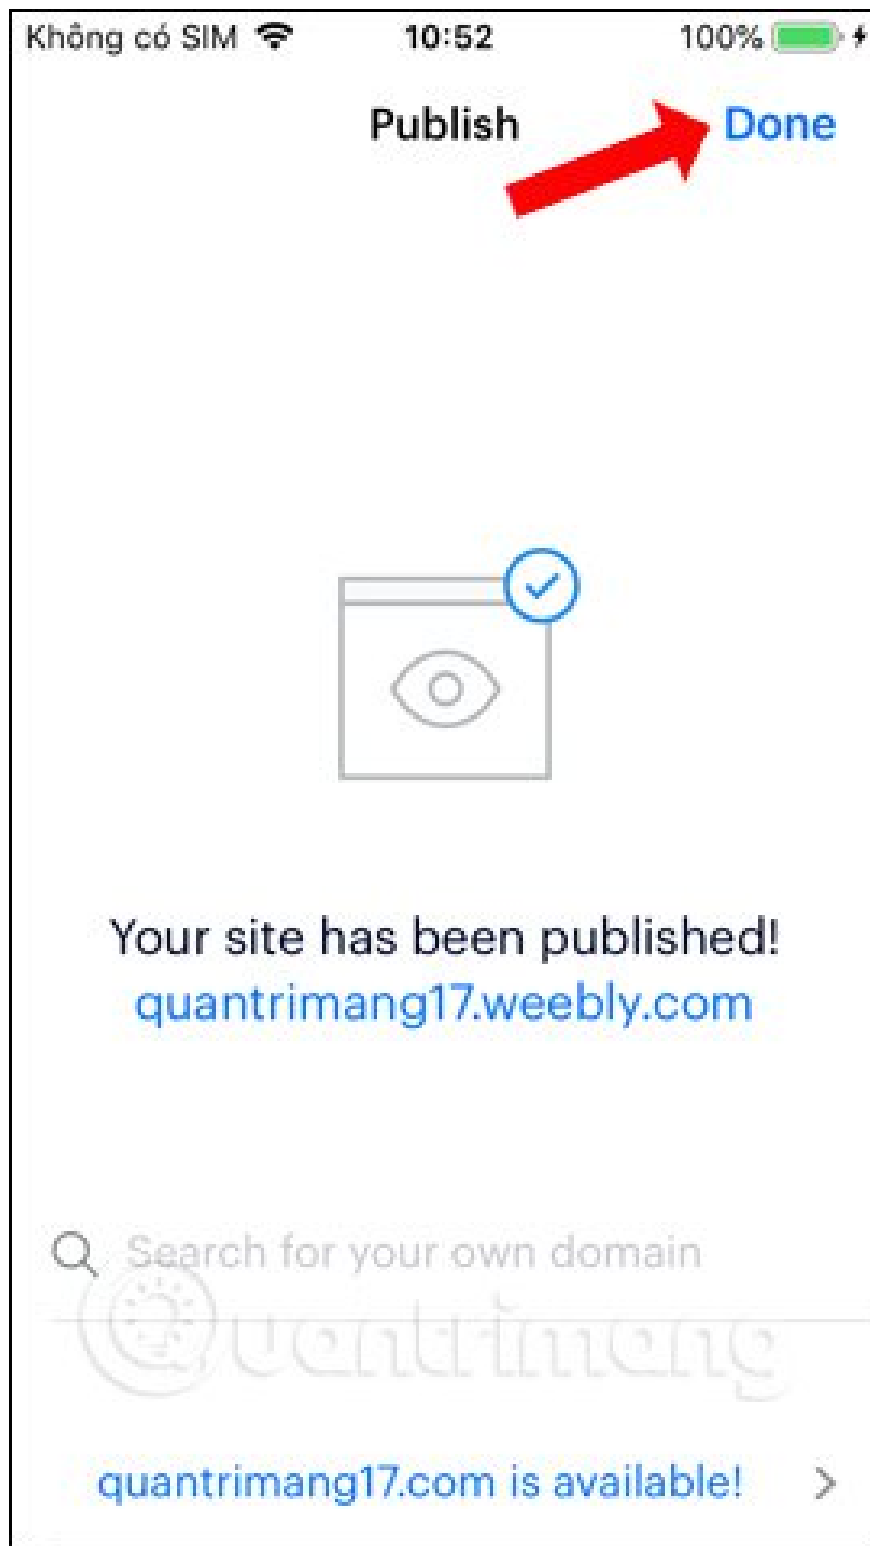 Không có SIM 10:52 100%
Publish Done
Your site has been published!
quantrimang17.weebly.com
Search for your own domain
Quantrimang
quantrimang17.com is available!